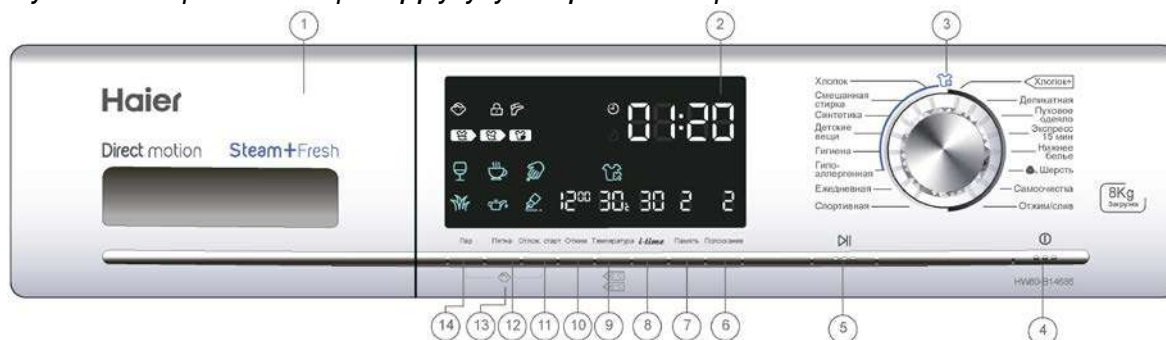 1
2
3
Haier
Direct motion
Steam+Fresh
01:20
12⁰⁰ 30 30 2 2
Хлопок
Смешанная
стирка
Синтетика
Детские
вещи
Гигиена
Гипо-
аллергенная
Ежедневная
Спортивная
Хлопок+
Деликатная
Пуховое
одеяло
Экспресс
15 мин
Нижнее
белье
Шерсть
Самоочистка
Отжим/слив
8Kg
Загрузка
Пар Пятна Отлож. старт Отжим Температура i-time Память Полоскание
HW80-B14686
14 13 12 11 10 9 8 7 6 5 4